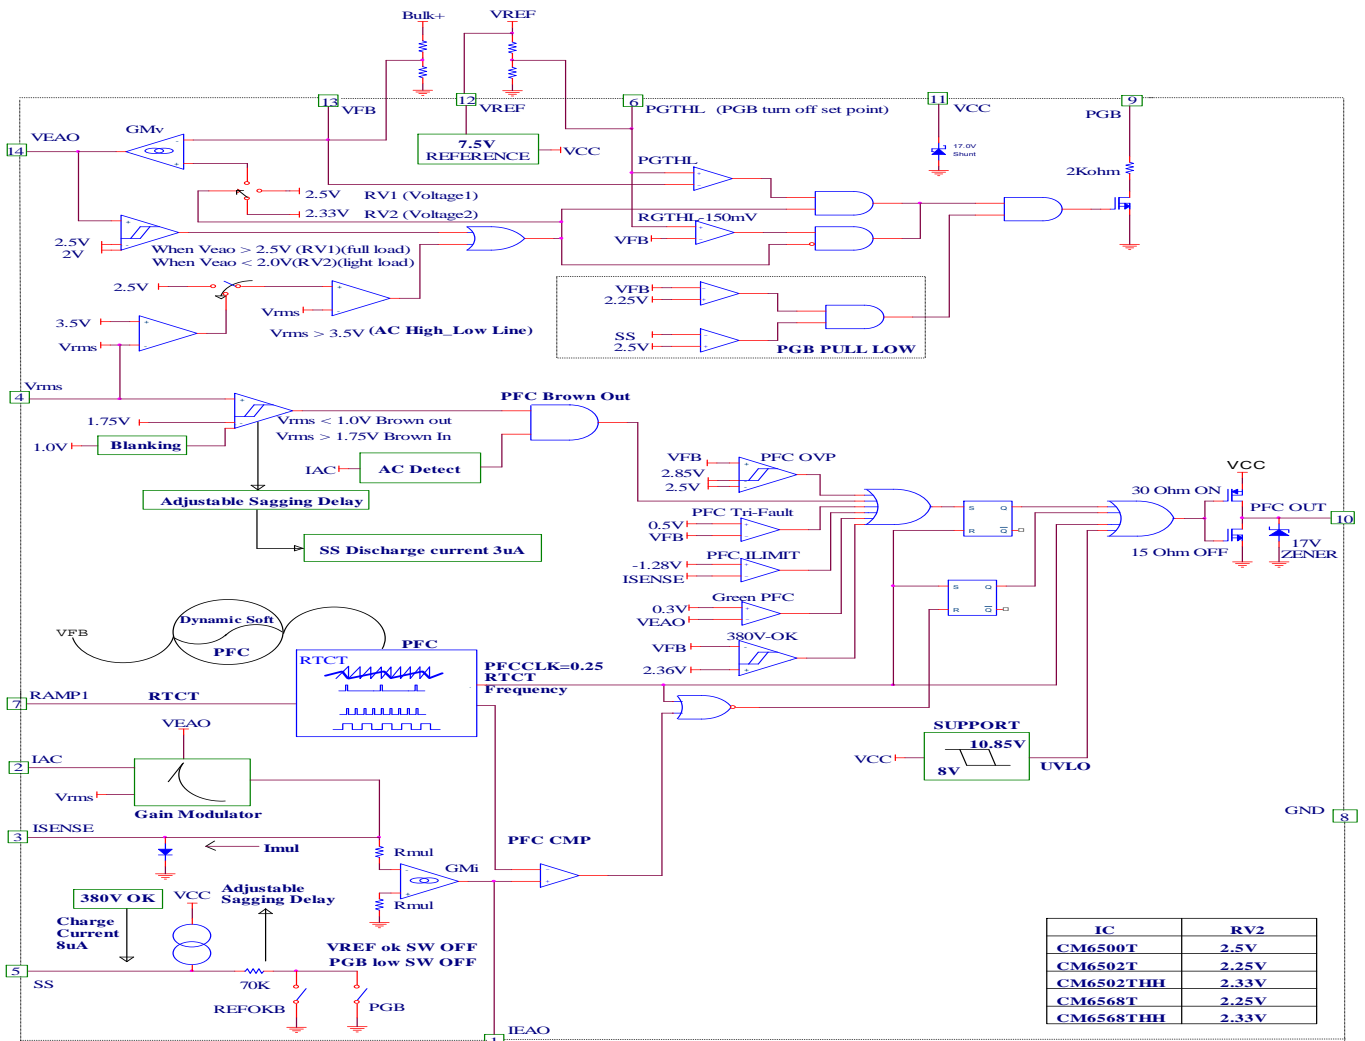 Bulk+
VREF
13
VFB
12
VREF
6
PGTHL (PGB turn off set point)
11
VCC
9
PGB
14
VEAO
GMv
7.5V
REFERENCE
VCC
17.0V
Shunt
2Kohm
PGTHL
2.5V
RV1 (Voltage1)
2.33V
RV2 (Voltage2)
RGTHL-150mV
VFB
2.5V
2V
When Veao > 2.5V (RV1)(full load)
When Veao < 2.0V(RV2)(light load)
2.5V
Vrms
Vrms > 3.5V (AC High_Low Line)
3.5V
Vrms
VFB
2.25V
SS
2.5V
PGB PULL LOW
4
Vrms
PFC Brown Out
1.75V
Vrms < 1.0V Brown out
Vrms > 1.75V Brown In
1.0V
Blanking
IAC
AC Detect
Adjustable Sagging Delay
SS Discharge current 3uA
VFB
PFC OVP
2.85V
2.5V
PFC Tri-Fault
0.5V
VFB
PFC ILIMIT
-1.28V
ISENSE
Green PFC
0.3V
VEAO
380V-OK
VFB
2.36V
S
Q
R
Q
S
Q
R
Q
VCC
30 Ohm ON
PFC OUT
10
15 Ohm OFF
17V
ZENER
VFB
Dynamic Soft
PFC
PFC
RTCT
PFCCLK=0.25
RTCT
Frequency
7
RAMP1
RTCT
VEAO
2
IAC
Vrms
Gain Modulator
SUPPORT
VCC
10.85V
8V
UVLO
GND
8
3
ISENSE
Imul
Rmul
GMi
Rmul
PFC CMP
380V OK
VCC
Adjustable
Sagging Delay
Charge
Current
8uA
VREF ok SW OFF
PGB low SW OFF
5
SS
70K
REFOKB
PGB
1
IEAO
IC RV2
CM6500T 2.5V
CM6502T 2.25V
CM6502THH 2.33V
CM6568T 2.25V
CM6568THH 2.33V